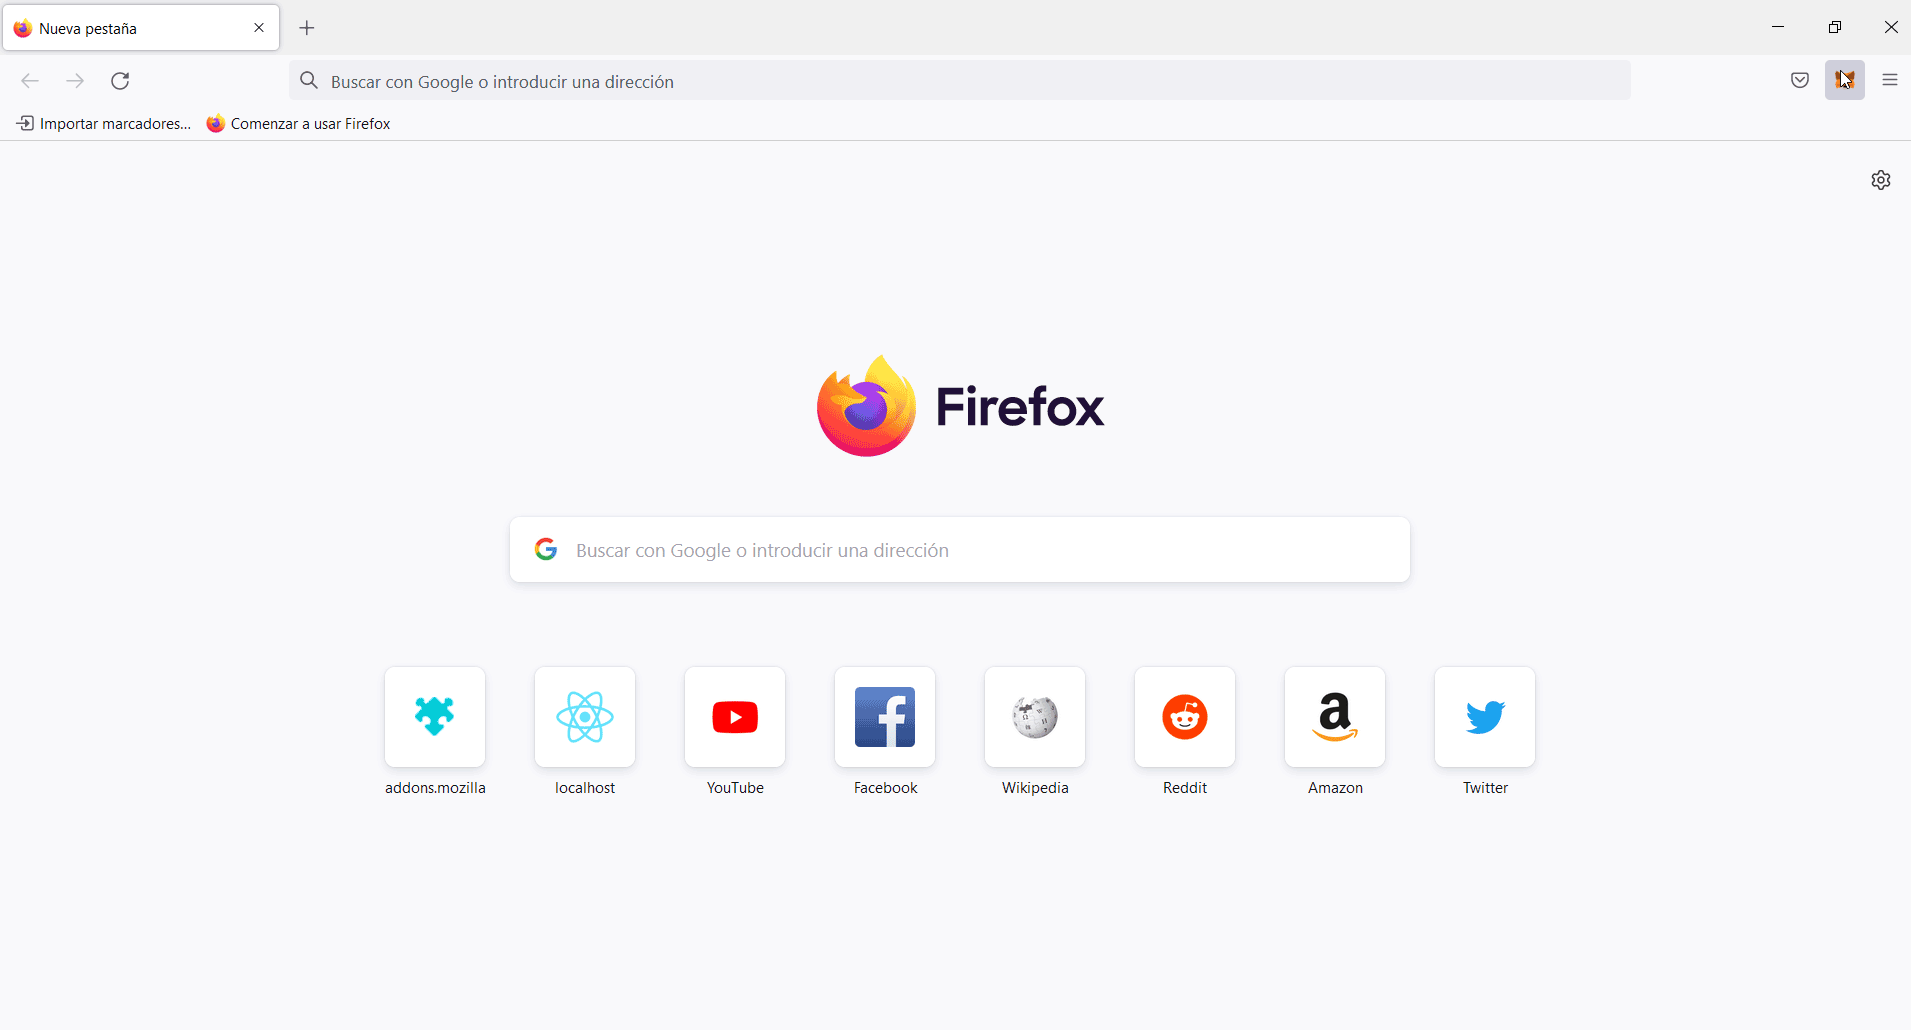 Nueva pestaña
Buscar con Google o introducir una dirección
Importar marcadores...
Comenzar a usar Firefox
Firefox
Buscar con Google o introducir una dirección
addons.mozilla
localhost
YouTube
Facebook
Wikipedia
Reddit
Amazon
Twitter